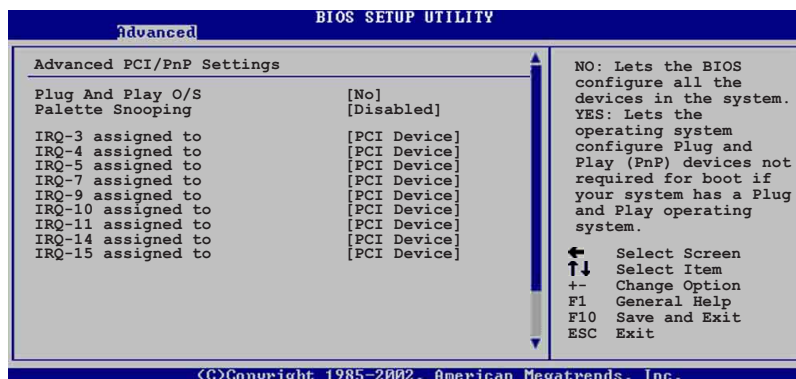 BIOS SETUP UTILITY
Advanced
Advanced PCI/PnP Settings
Plug And Play O/S [No]
Palette Snooping [Disabled]
IRQ-3 assigned to [PCI Device]
IRQ-4 assigned to [PCI Device]
IRQ-5 assigned to [PCI Device]
IRQ-7 assigned to [PCI Device]
IRQ-9 assigned to [PCI Device]
IRQ-10 assigned to [PCI Device]
IRQ-11 assigned to [PCI Device]
IRQ-14 assigned to [PCI Device]
IRQ-15 assigned to [PCI Device]
NO: Lets the BIOS
configure all the
devices in the system.
YES: Lets the
operating system
configure Plug and
Play (PnP) devices not
required for boot if
your system has a Plug
and Play operating
system.
← Select Screen
↑↓ Select Item
+- Change Option
F1 General Help
F10 Save and Exit
ESC Exit
(C)Copyright 1985-2002, American Megatrends, Inc.